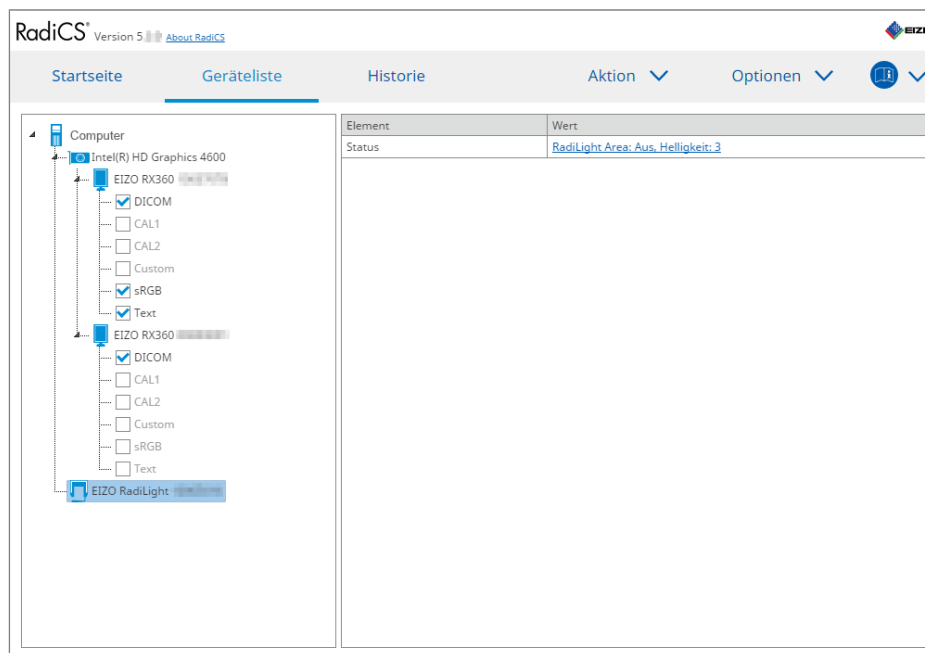 RadiCS® Version 5. About RadiCS
EIZ
Startseite Geräteliste Historie Aktion Optionen
Computer
Intel(R) HD Graphics 4600
EIZO RX360
DICOM
CAL1
CAL2
Custom
sRGB
Text
EIZO RX360
DICOM
CAL1
CAL2
Custom
sRGB
Text
EIZO RadiLight
Element Wert
Status RadiLight Area: Aus, Helligkeit: 3